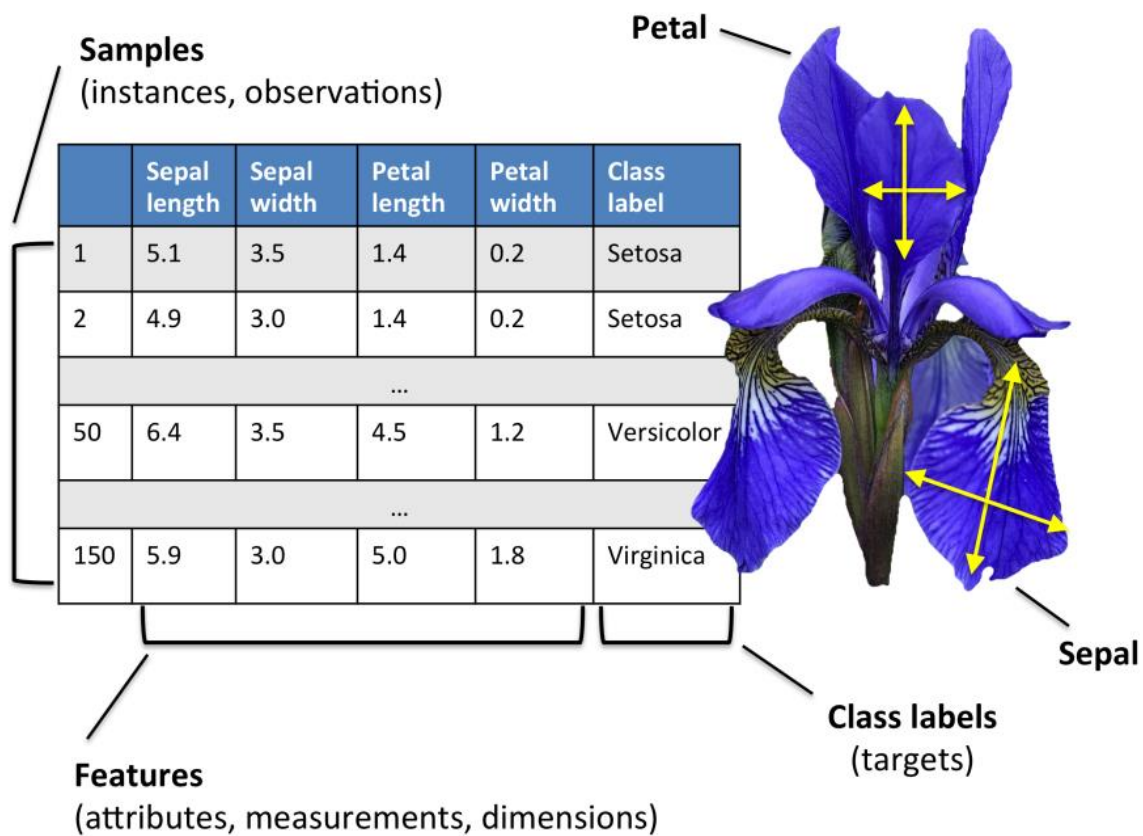 Samples
(instances, observations)
Petal
Sepal length Sepal width Petal length Petal width Class label
1 5.1 3.5 1.4 0.2 Setosa
2 4.9 3.0 1.4 0.2 Setosa
...
50 6.4 3.5 4.5 1.2 Versicolor
...
150 5.9 3.0 5.0 1.8 Virginica
Sepal
Class labels
(targets)
Features
(attributes, measurements, dimensions)